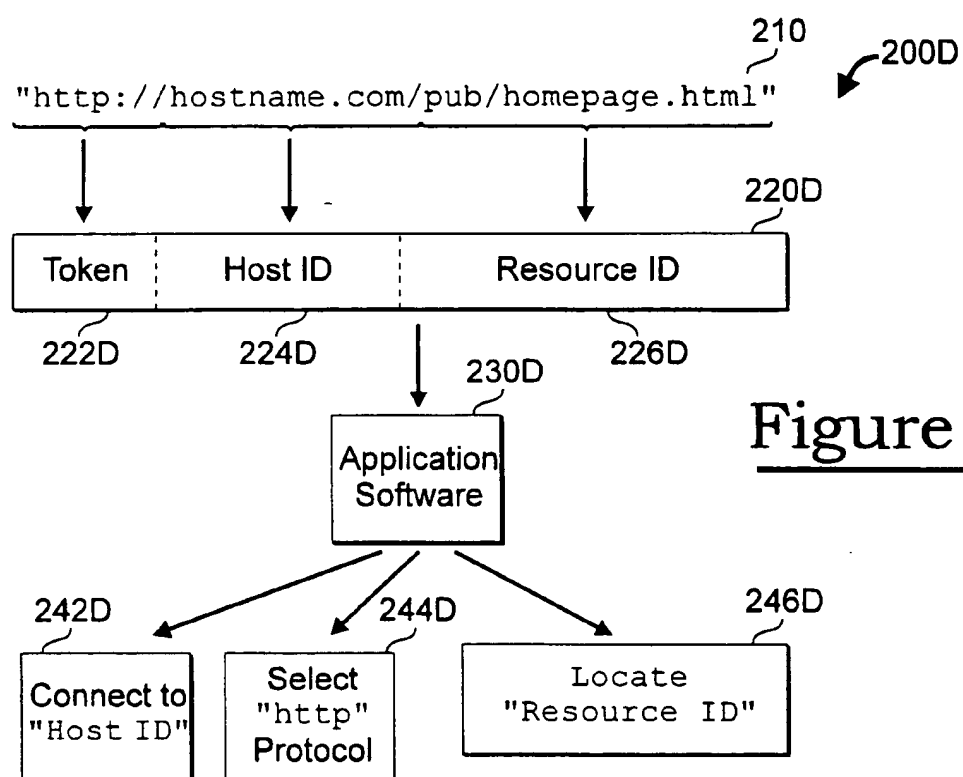 210
200D
"http://hostname.com/pub/homepage.html"
220D
Token Host ID Resource ID
222D 224D 226D
230D
Application
Software
Figure
242D 244D 246D
Connect to
"Host ID"
Select
"http"
Protocol
Locate
"Resource ID"